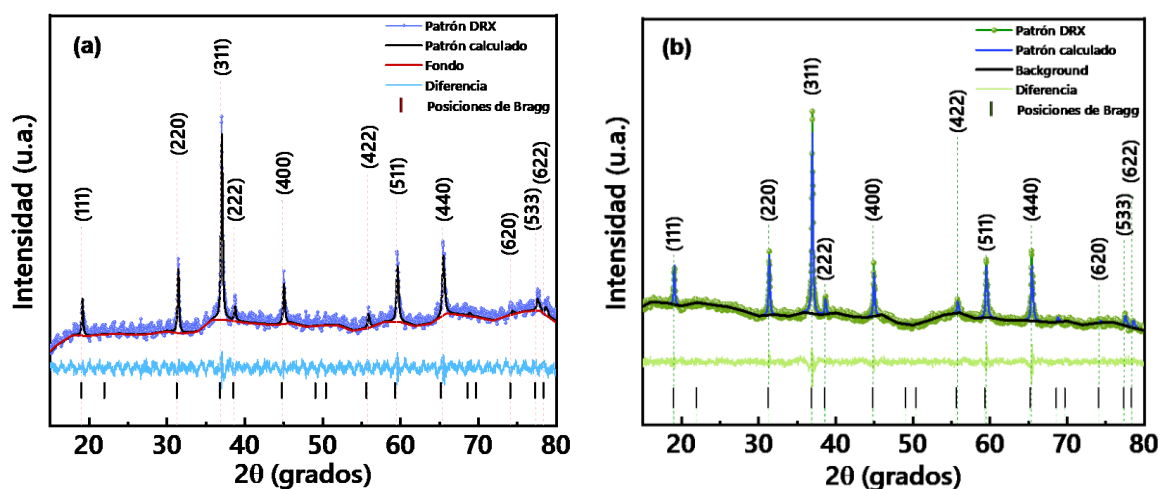 (a)
Patrón DRX
Patrón calculado
Fondo
Diferencia
Posiciones de Bragg
(111)
(220)
(311)
(222)
(400)
(422)
(511)
(440)
(620)
(533)
(622)
Intensidad (u.a.)
20 30 40 50 60 70 80
2θ (grados)
(b)
Patrón DRX
Patrón calculado
Background
Diferencia
Posiciones de Bragg
(111)
(220)
(311)
(222)
(400)
(422)
(511)
(440)
(620)
(533)
(622)
Intensidad (u.a.)
20 30 40 50 60 70 80
2θ (grados)